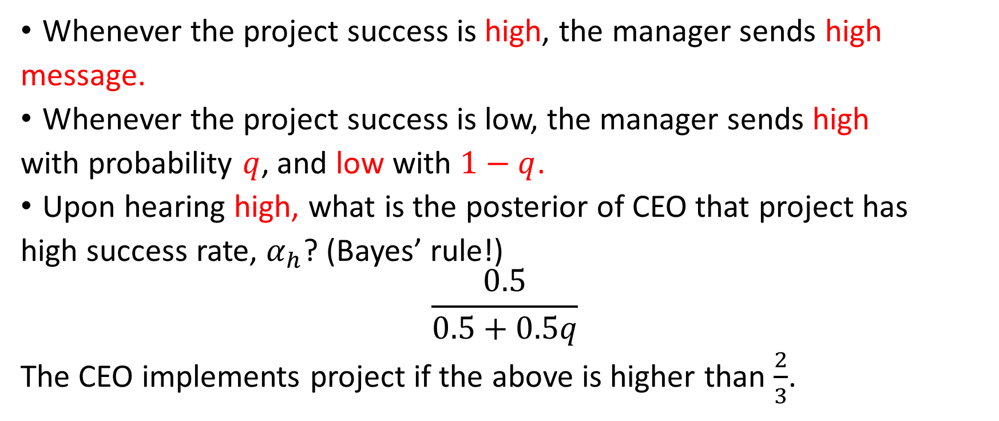 • Whenever the project success is high, the manager sends high
message.
• Whenever the project success is low, the manager sends high
with probability q, and low with 1 − q.
• Upon hearing high, what is the posterior of CEO that project has
high success rate, αₕ? (Bayes’ rule!)
0.5
0.5 + 0.5q
The CEO implements project if the above is higher than 2/3.